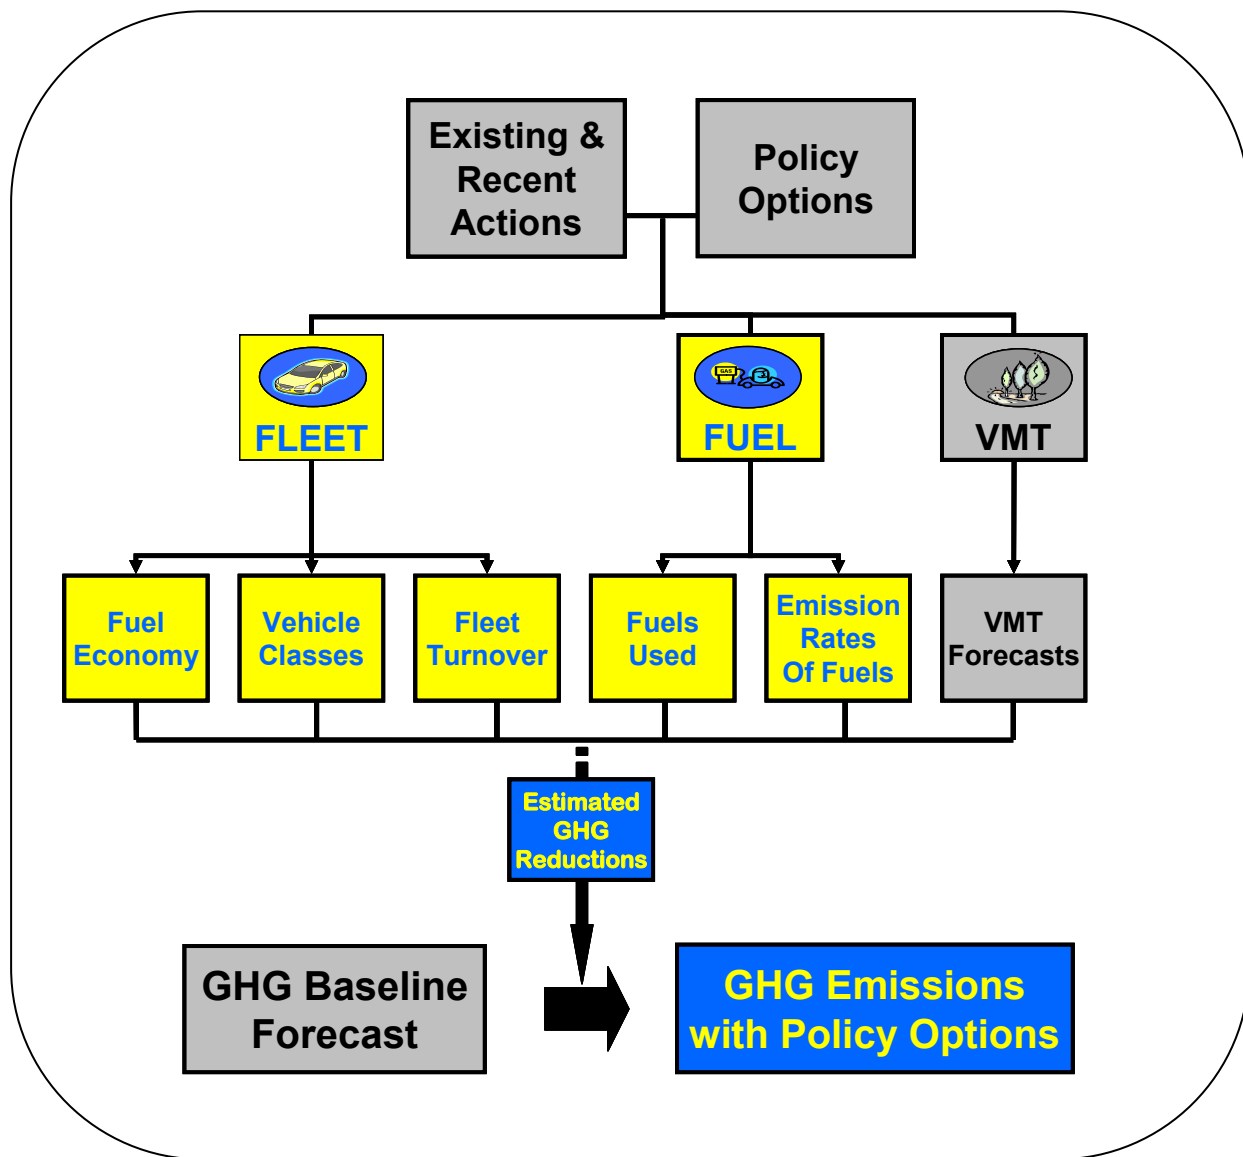 Existing &
Recent
Actions
Policy
Options
GAS
FLEET
FUEL
VMT
Fuel
Economy
Vehicle
Classes
Fleet
Turnover
Fuels
Used
Emission
Rates
Of Fuels
VMT
Forecasts
Estimated
GHG
Reductions
GHG Baseline
Forecast
GHG Emissions
with Policy Options